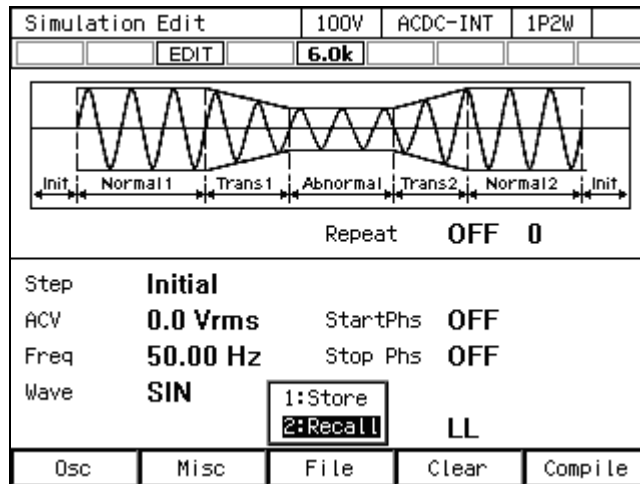 Simulation Edit 100V ACDC-INT 1P2W
EDIT 6.0k
Init Normal1 Trans1 Abnormal Trans2 Normal2 Init
Repeat OFF 0
Step Initial
ACV 0.0 Vrms StartPhs OFF
Freq 50.00 Hz Stop Phs OFF
Wave SIN
1:Store
2:Recall LL
Osc Misc File Clear Compile